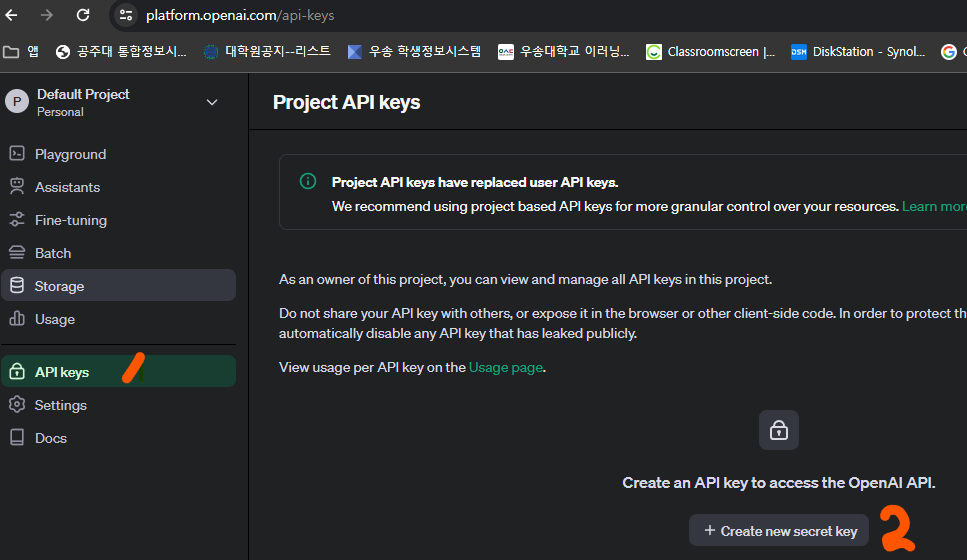 platform.openai.com/api-keys
앱
공주대 통합정보시...
대학원공지--리스트
우송 학생정보시스템
우송대학교 이러닝...
Classroomscreen |...
DSM
DiskStation - Synol...
P
Default Project
Personal
Playground
Assistants
Fine-tuning
Batch
Storage
Usage
API keys
Settings
Docs
Project API keys
Project API keys have replaced user API keys.
We recommend using project based API keys for more granular control over your resources. Learn more
As an owner of this project, you can view and manage all API keys in this project.
Do not share your API key with others, or expose it in the browser or other client-side code. In order to protect th
automatically disable any API key that has leaked publicly.
View usage per API key on the Usage page.
Create an API key to access the OpenAI API.
+ Create new secret key
2